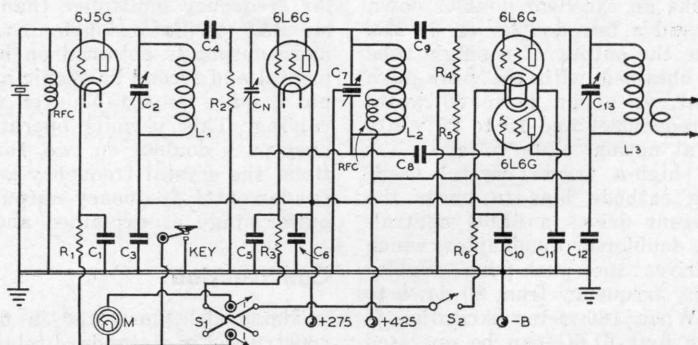 6J5G
6L6G
6L6G
C4
C9
RFC
C2
R2
CN
C7
R4
C13
L2
R5
L3
RFC
C8
6L6G
R1
C1
C3
KEY
C5
R3
C6
R6
C10
C11
C12
M
S1
+275
+425
S2
-B